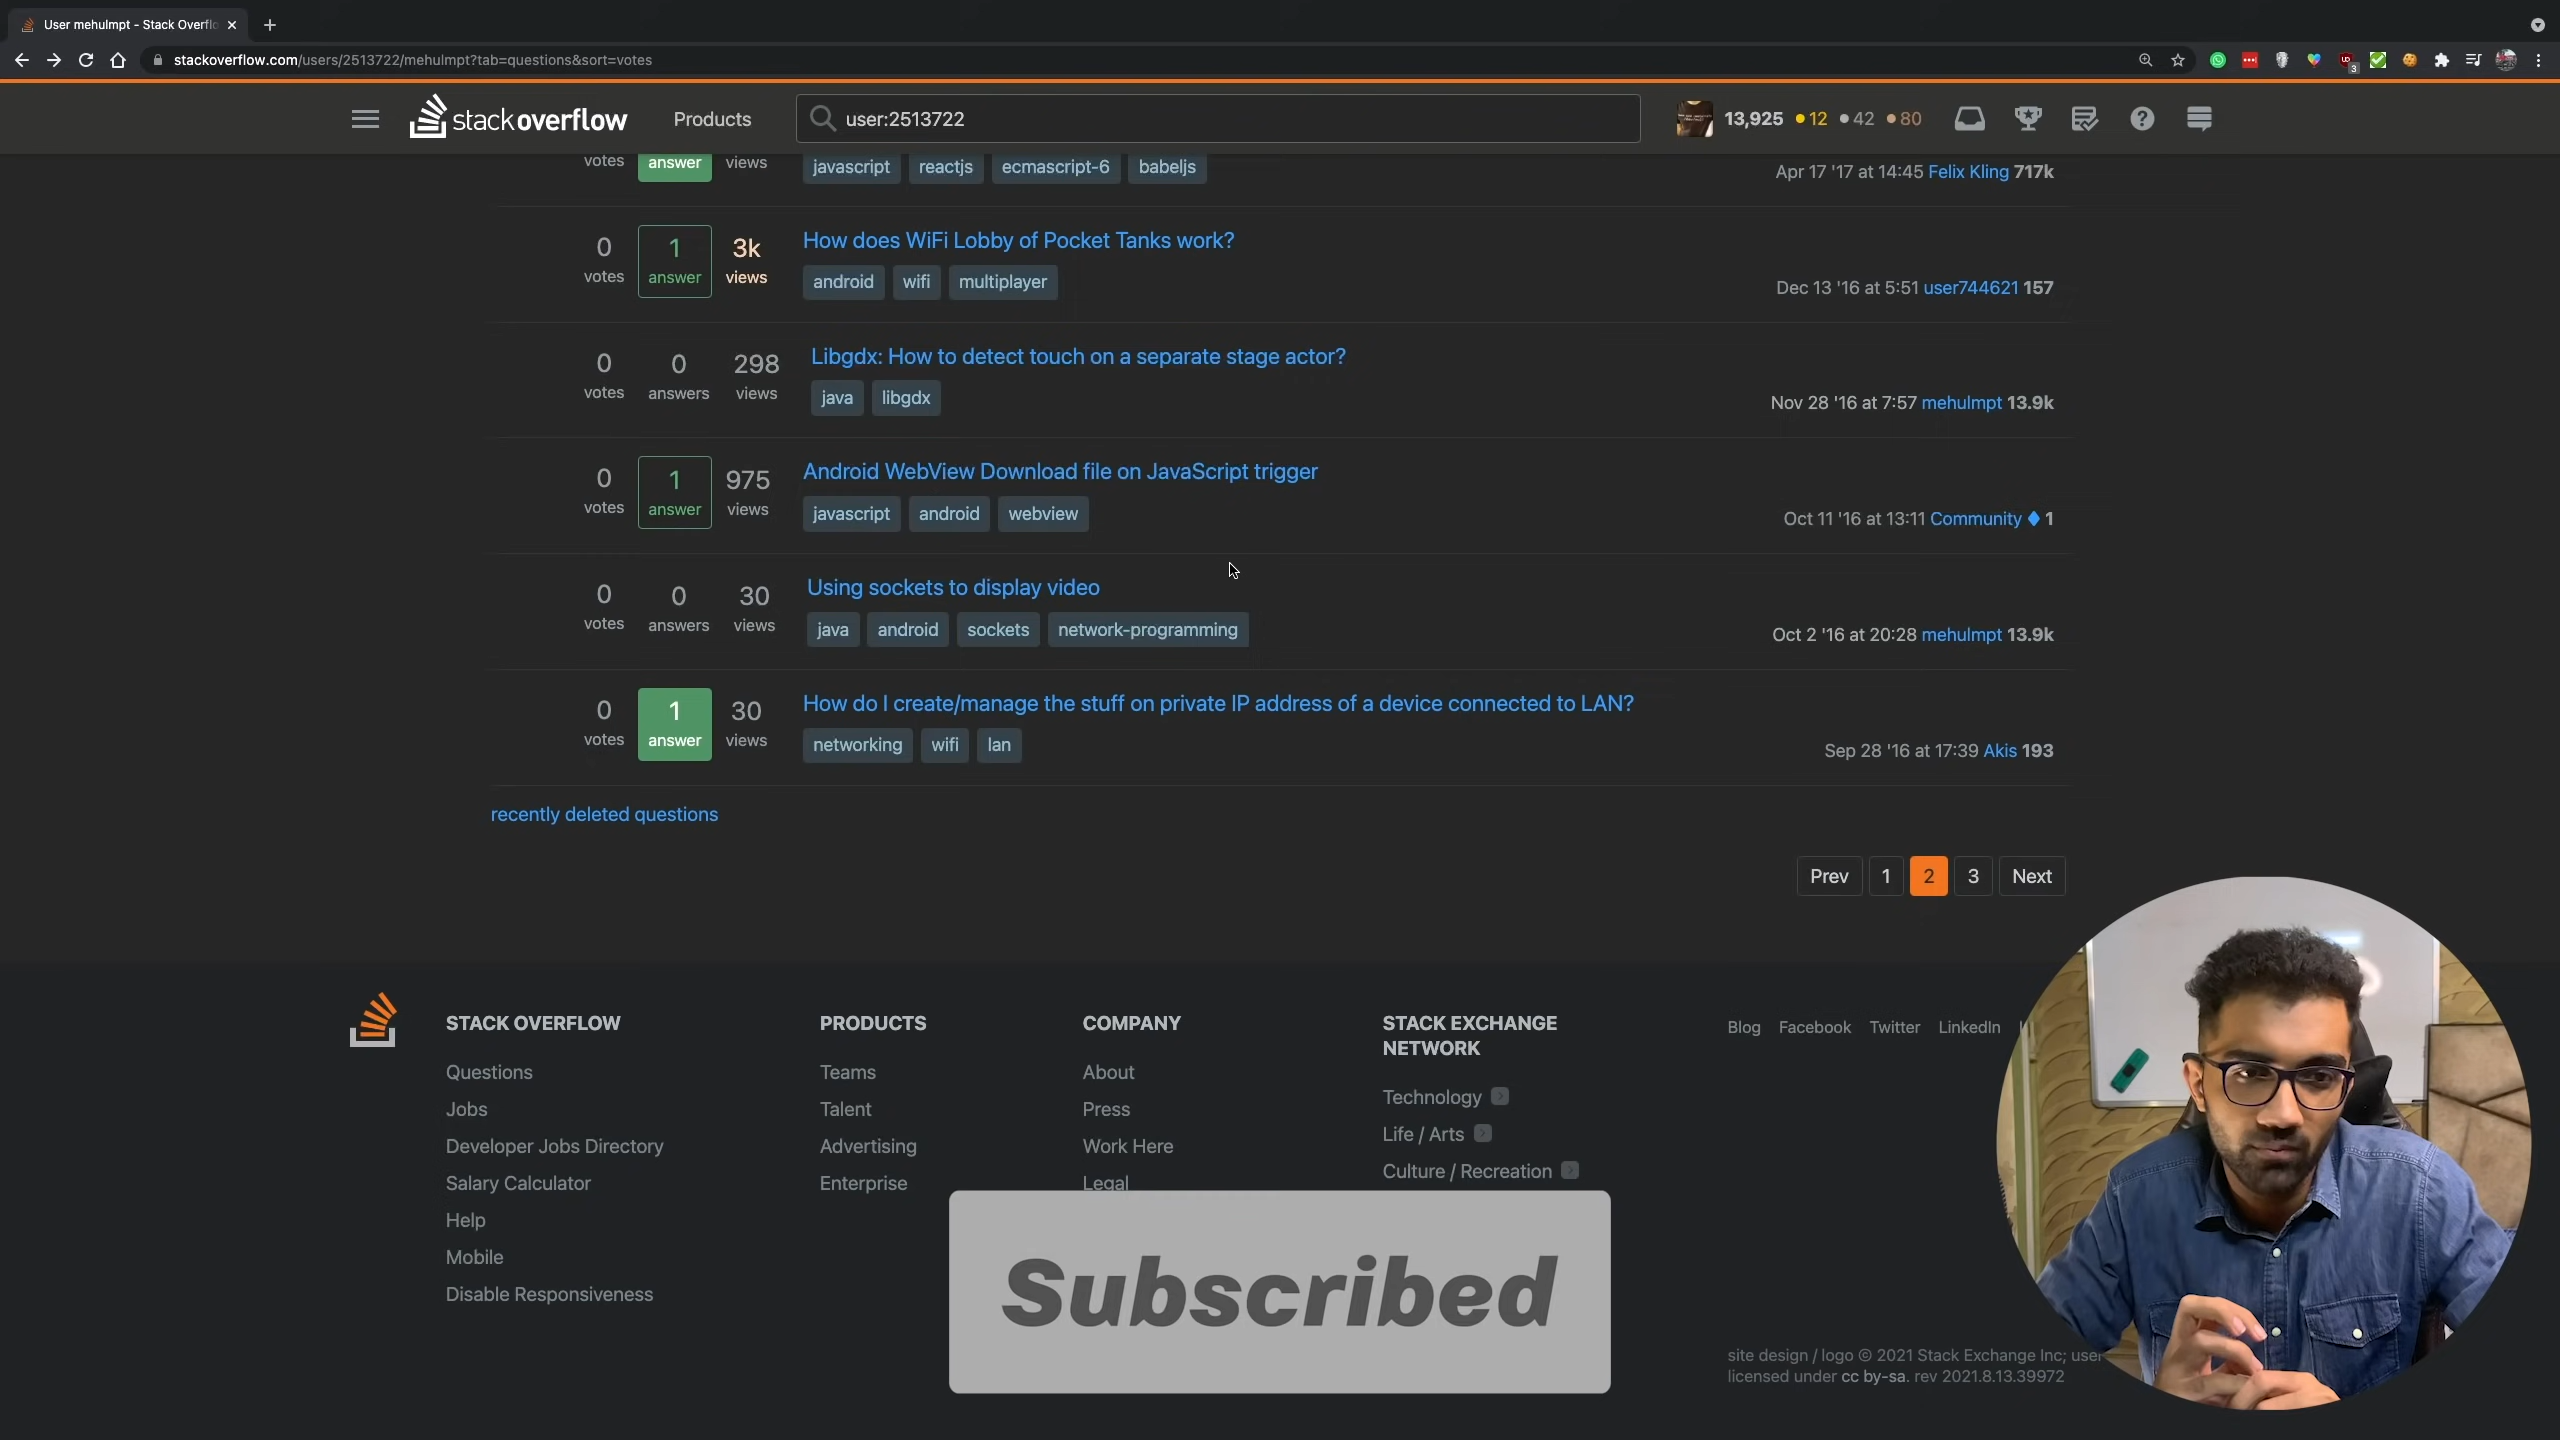 User mehulmpt - Stack Overflo
stackoverflow.com/users/2513722/mehulmpt?tab=questions&sort=votes
3
stackoverflow
Products
user:2513722
13,925 12 42 80
votes answer views
javascript reactjs ecmascript-6 babeljs
Apr 17 '17 at 14:45 Felix Kling 717k
0 votes 1 answer 3k views
How does WiFi Lobby of Pocket Tanks work?
android wifi multiplayer
Dec 13 '16 at 5:51 user744621 157
0 votes 0 answers 298 views
Libgdx: How to detect touch on a separate stage actor?
java libgdx
Nov 28 '16 at 7:57 mehulmpt 13.9k
0 votes 1 answer 975 views
Android WebView Download file on JavaScript trigger
javascript android webview
Oct 11 '16 at 13:11 Community ♦ 1
0 votes 0 answers 30 views
Using sockets to display video
java android sockets network-programming
Oct 2 '16 at 20:28 mehulmpt 13.9k
0 votes 1 answer 30 views
How do I create/manage the stuff on private IP address of a device connected to LAN?
networking wifi lan
Sep 28 '16 at 17:39 Akis 193
recently deleted questions
Prev 1 2 3 Next
STACK OVERFLOW
Questions
Jobs
Developer Jobs Directory
Salary Calculator
Help
Mobile
Disable Responsiveness
PRODUCTS
Teams
Talent
Advertising
Enterprise
COMPANY
About
Press
Work Here
Legal
STACK EXCHANGE
NETWORK
Technology
Life / Arts
Culture / Recreation
Blog Facebook Twitter LinkedIn
site design / logo © 2021 Stack Exchange Inc; user
licensed under cc by-sa. rev 2021.8.13.39972
Subscribed